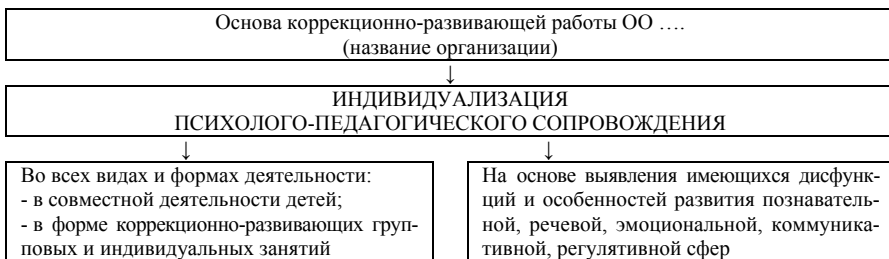 Основа коррекционно-развивающей работы ОО ….
(название организации)
↓
ИНДИВИДУАЛИЗАЦИЯ
ПСИХОЛОГО-ПЕДАГОГИЧЕСКОГО СОПРОВОЖДЕНИЯ
↓ ↓
Во всех видах и формах деятельности:
- в совместной деятельности детей;
- в форме коррекционно-развивающих груп-
повых и индивидуальных занятий
На основе выявления имеющихся дисфунк-
ций и особенностей развития познаватель-
ной, речевой, эмоциональной, коммуника-
тивной, регулятивной сфер